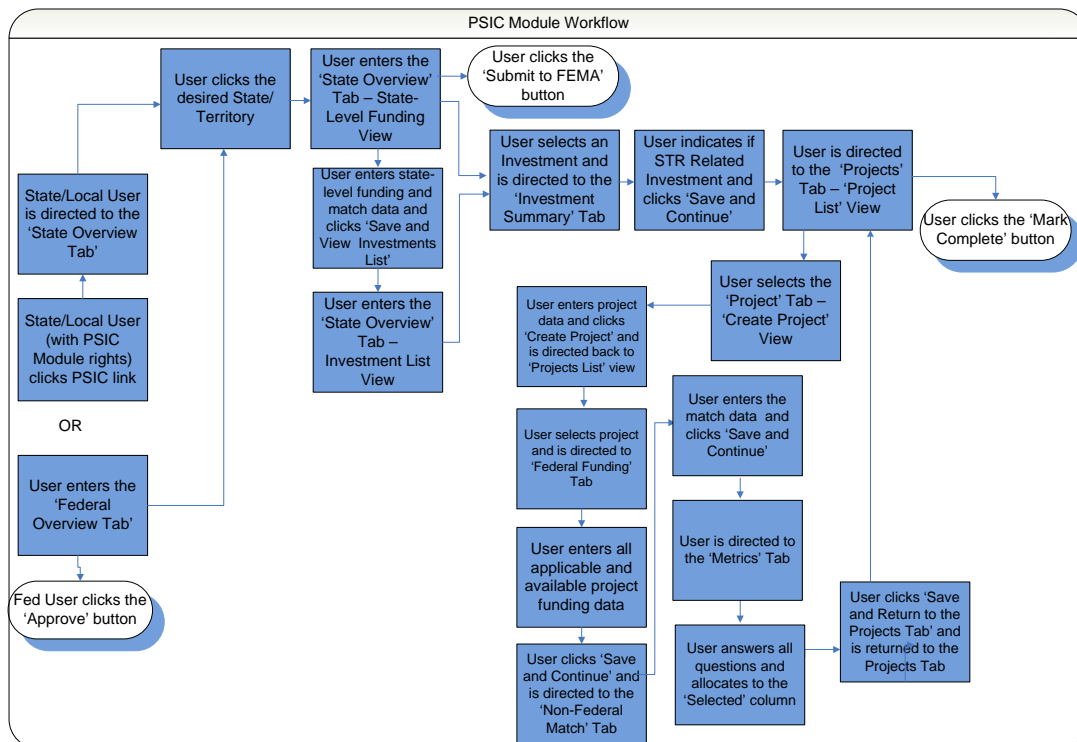 PSIC Module Workflow
User clicks the
desired State/
Territory
User enters the
‘State Overview’
Tab – State-
Level Funding
View
User clicks the
‘Submit to FEMA’
button
State/Local User
is directed to the
‘State Overview
Tab’
State/Local User
(with PSIC
Module rights)
clicks PSIC link
OR
User enters the
‘Federal
Overview Tab’
Fed User clicks the
‘Approve’ button
User enters state-
level funding and
match data and
clicks ‘Save and
View Investments
List’
User enters the
‘State Overview’
Tab –
Investment List
View
User selects an
Investment and
is directed to the
‘Investment
Summary’ Tab
User indicates if
STR Related
Investment and
clicks ‘Save and
Continue’
User is directed
to the ‘Projects’
Tab – ‘Project
List’ View
User clicks the ‘Mark
Complete’ button
User selects the
‘Project’ Tab –
‘Create Project’
View
User enters project
data and clicks
‘Create Project’ and
is directed back to
‘Projects List’ view
User selects project
and is directed to
‘Federal Funding’
Tab
User enters all
applicable and
available project
funding data
User clicks ‘Save
and Continue’ and
is directed to the
‘Non-Federal
Match’ Tab
User enters the
match data and
clicks ‘Save and
Continue’
User is directed to
the ‘Metrics’ Tab
User answers all
questions and
allocates to the
‘Selected’ column
User clicks ‘Save
and Return to the
Projects Tab’ and
is returned to the
Projects Tab